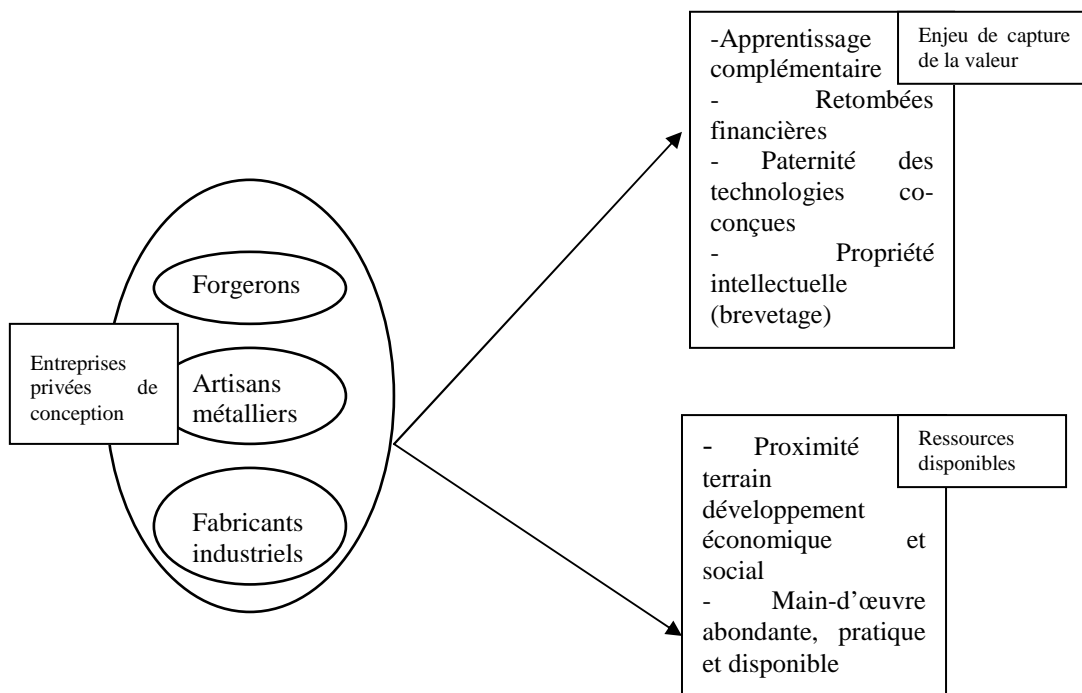 Entreprises
privées de
conception
Forgerons
Artisans
métalliers
Fabricants
industriels
Enjeu de capture
de la valeur
-Apprentissage
complémentaire
- Retombées
financières
- Paternité des
technologies co-
conçues
- Propriété
intellectuelle
(brevetage)
Ressources
disponibles
- Proximité
terrain
développement
économique et
social
- Main-d’œuvre
abondante, pratique
et disponible